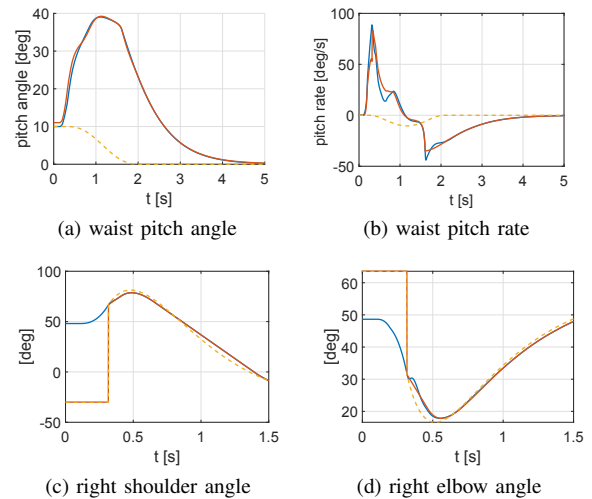 40
30
20
10
0
pitch angle [deg]
0 1 2 3 4 5
t [s]
(a) waist pitch angle
100
50
0
-50
pitch rate [deg/s]
0 1 2 3 4 5
t [s]
(b) waist pitch rate
100
50
0
-50
[deg]
0 0.5 1 1.5
t [s]
(c) right shoulder angle
60
50
40
30
20
[deg]
0 0.5 1 1.5
t [s]
(d) right elbow angle